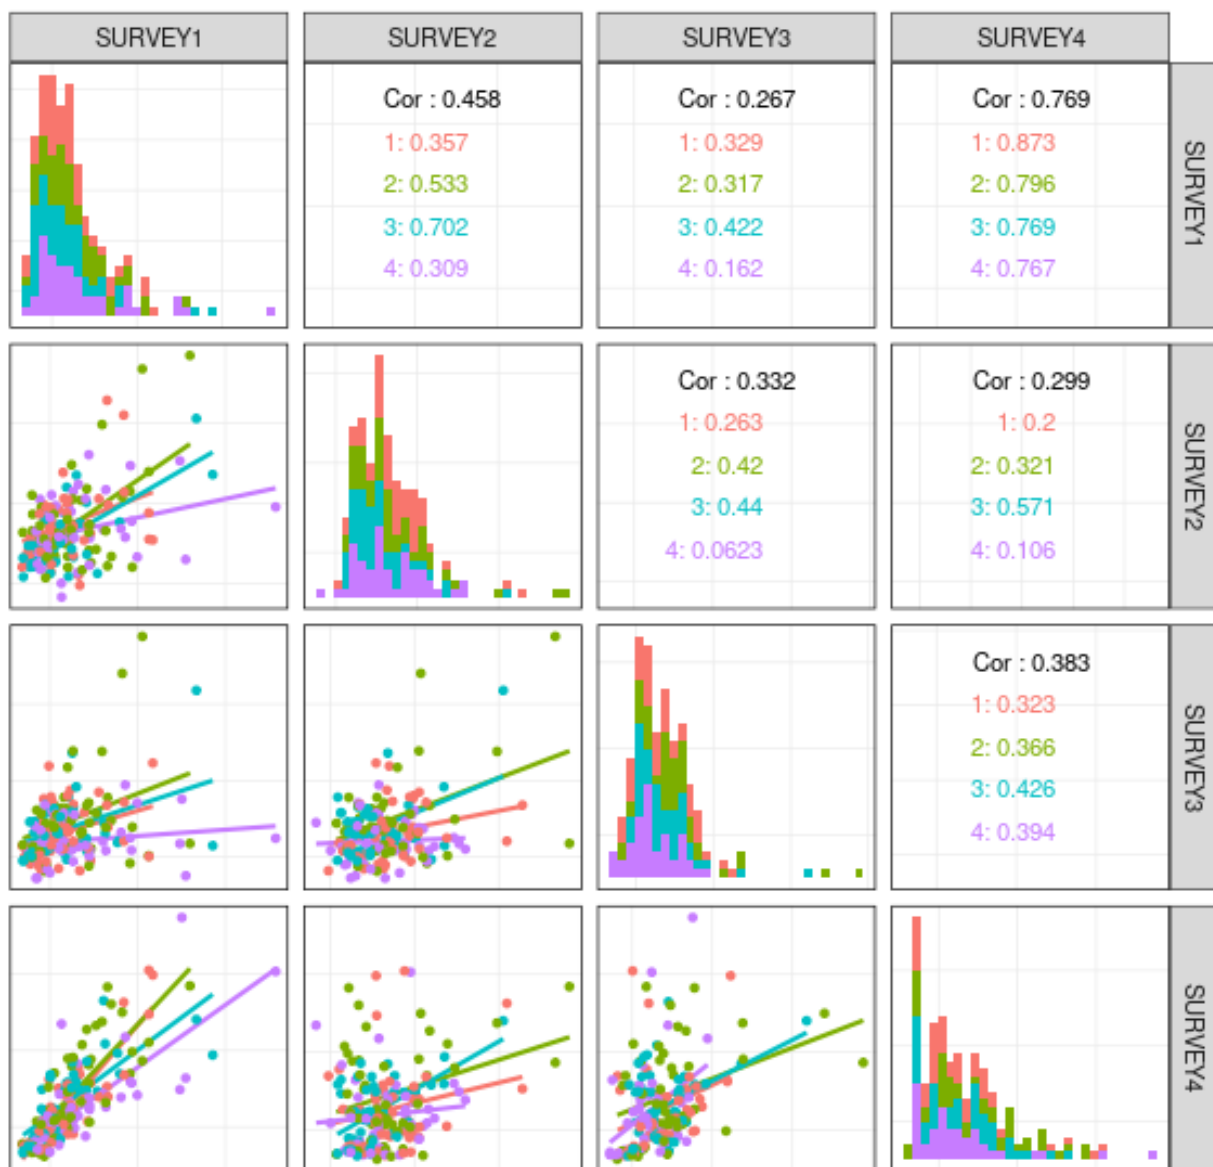 SURVEY1 SURVEY2 SURVEY3 SURVEY4
Cor : 0.458
1: 0.357
2: 0.533
3: 0.702
4: 0.309
Cor : 0.267
1: 0.329
2: 0.317
3: 0.422
4: 0.162
Cor : 0.769
1: 0.873
2: 0.796
3: 0.769
4: 0.767
SURVEY1
Cor : 0.332
1: 0.263
2: 0.42
3: 0.44
4: 0.0623
Cor : 0.299
1: 0.2
2: 0.321
3: 0.571
4: 0.106
SURVEY2
Cor : 0.383
1: 0.323
2: 0.366
3: 0.426
4: 0.394
SURVEY3
SURVEY4